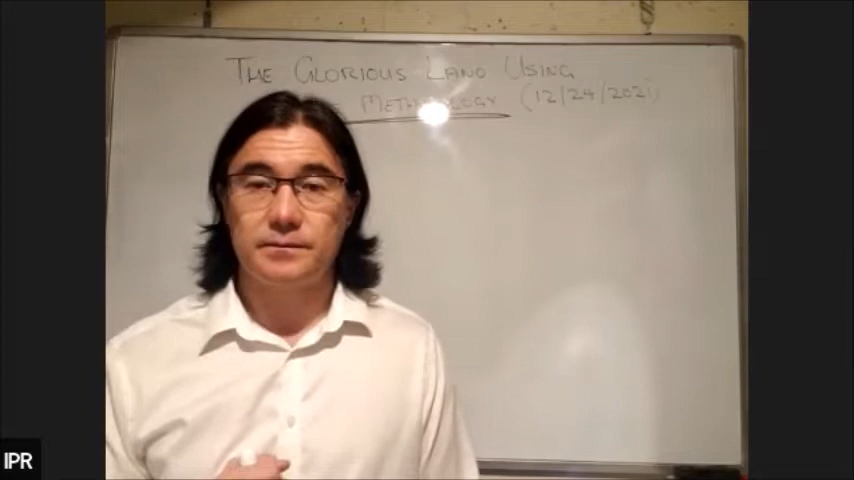 THE GLORIOUS LAND USING
METHODOLOGY (12/24/2021)
IPR